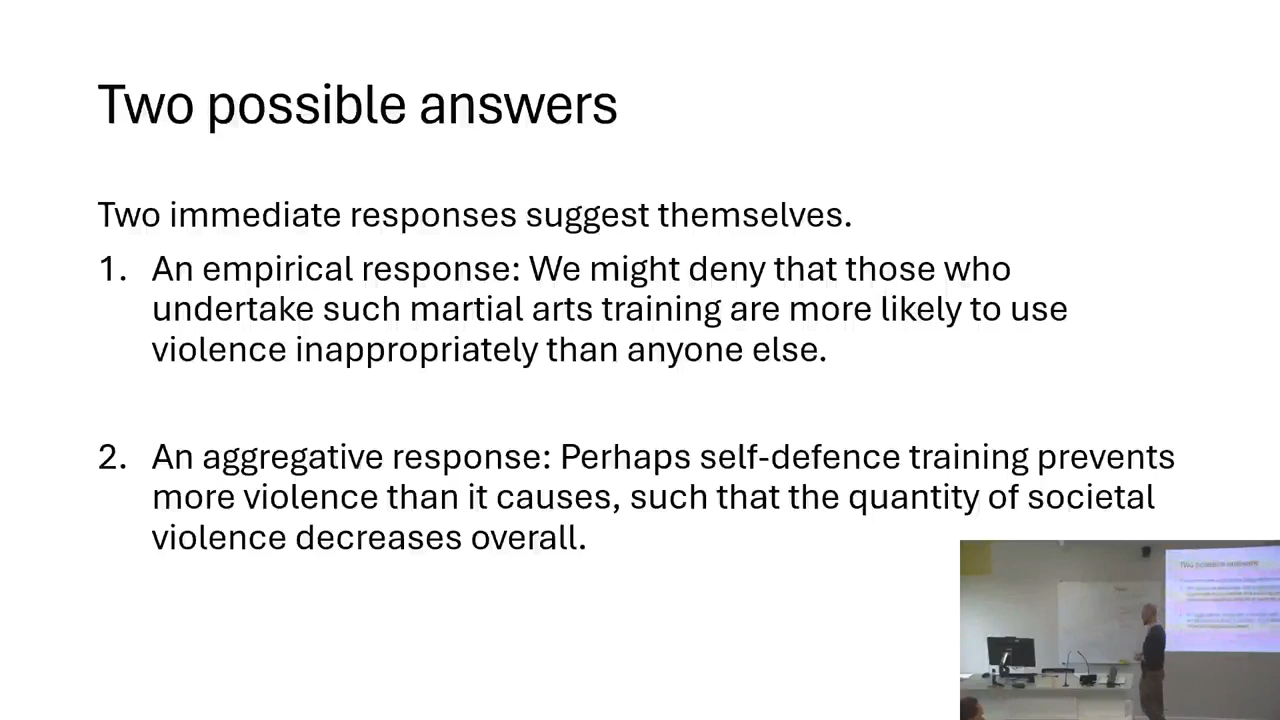 Two possible answers
Two immediate responses suggest themselves.
1. An empirical response: We might deny that those who
undertake such martial arts training are more likely to use
violence inappropriately than anyone else.
2. An aggregative response: Perhaps self-defence training prevents
more violence than it causes, such that the quantity of societal
violence decreases overall.
Two possible answers